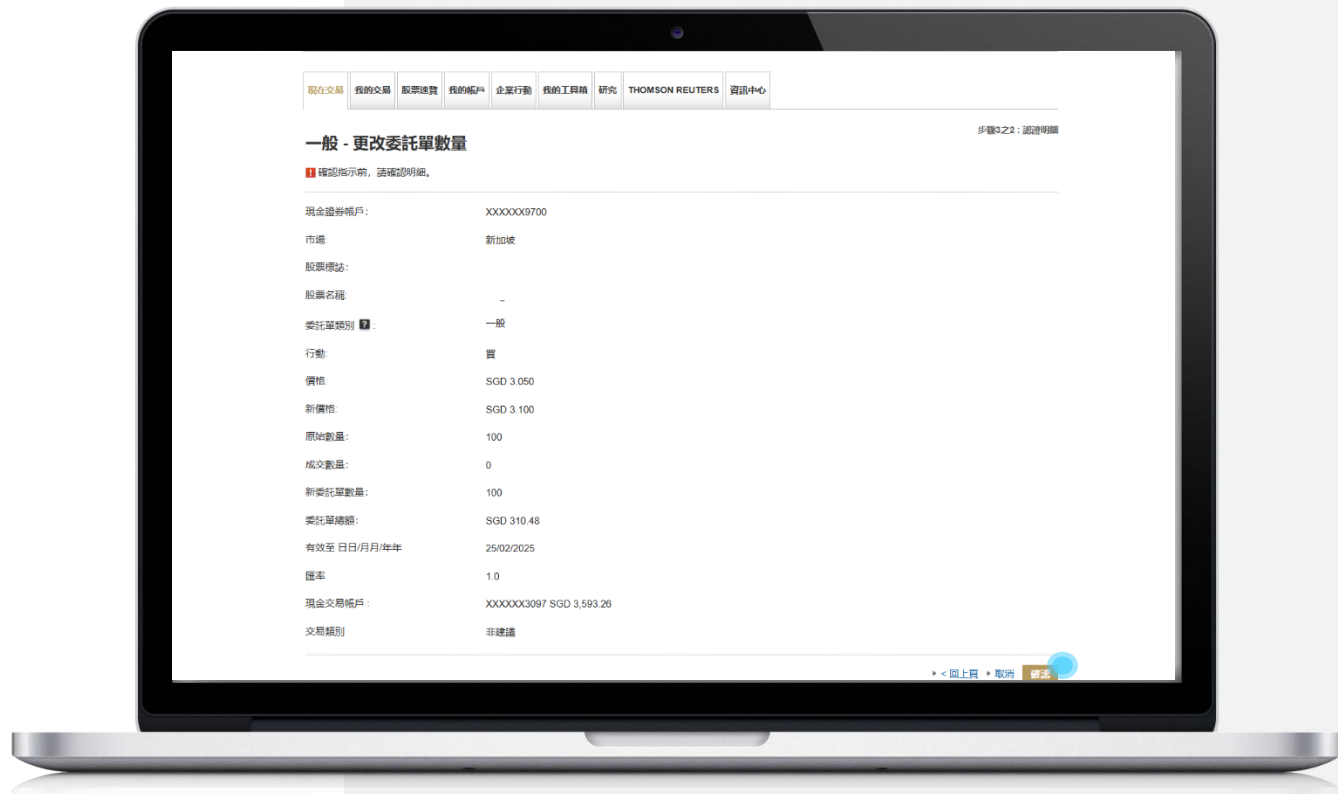 現在交易 我的交易 股票速覽 我的帳戶 企業行動 我的工具箱 研究 THOMSON REUTERS 資訊中心
步驟3之2 : 認證明細
一般 - 更改委託單數量
! 確認指示前, 請確認明細。
現金證券帳戶: XXXXXX9700
市場: 新加坡
股票標誌:
股票名稱: _
委託單類別 ? : 一般
行動: 買
價格: SGD 3.050
新價格: SGD 3.100
原始數量: 100
成交數量: 0
新委託單數量: 100
委託單總額: SGD 310.48
有效至 日日/月月/年年 25/02/2025
匯率 1.0
現金交易帳戶 : XXXXXX3097 SGD 3,593.26
交易類別 非建議
< 回上頁 取消 確認